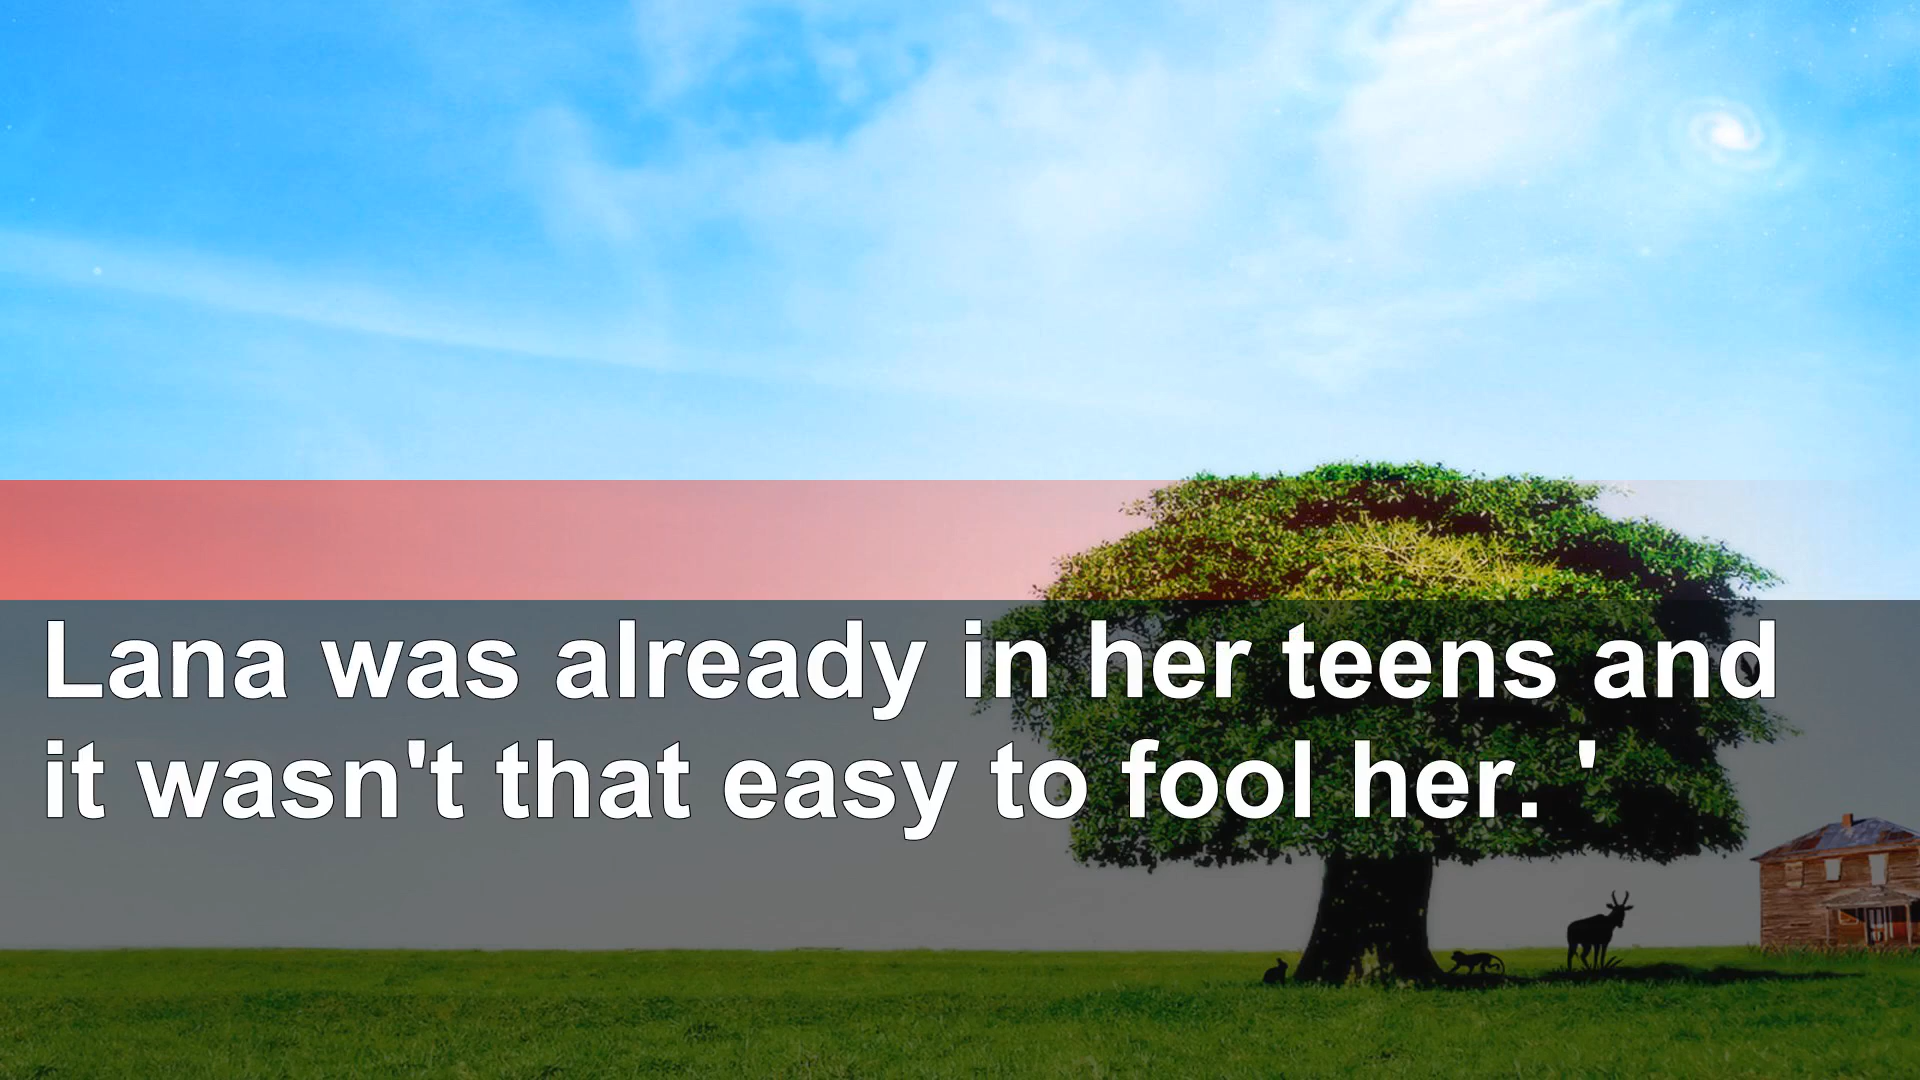 Lana was already in her teens and
it wasn't that easy to fool her. '